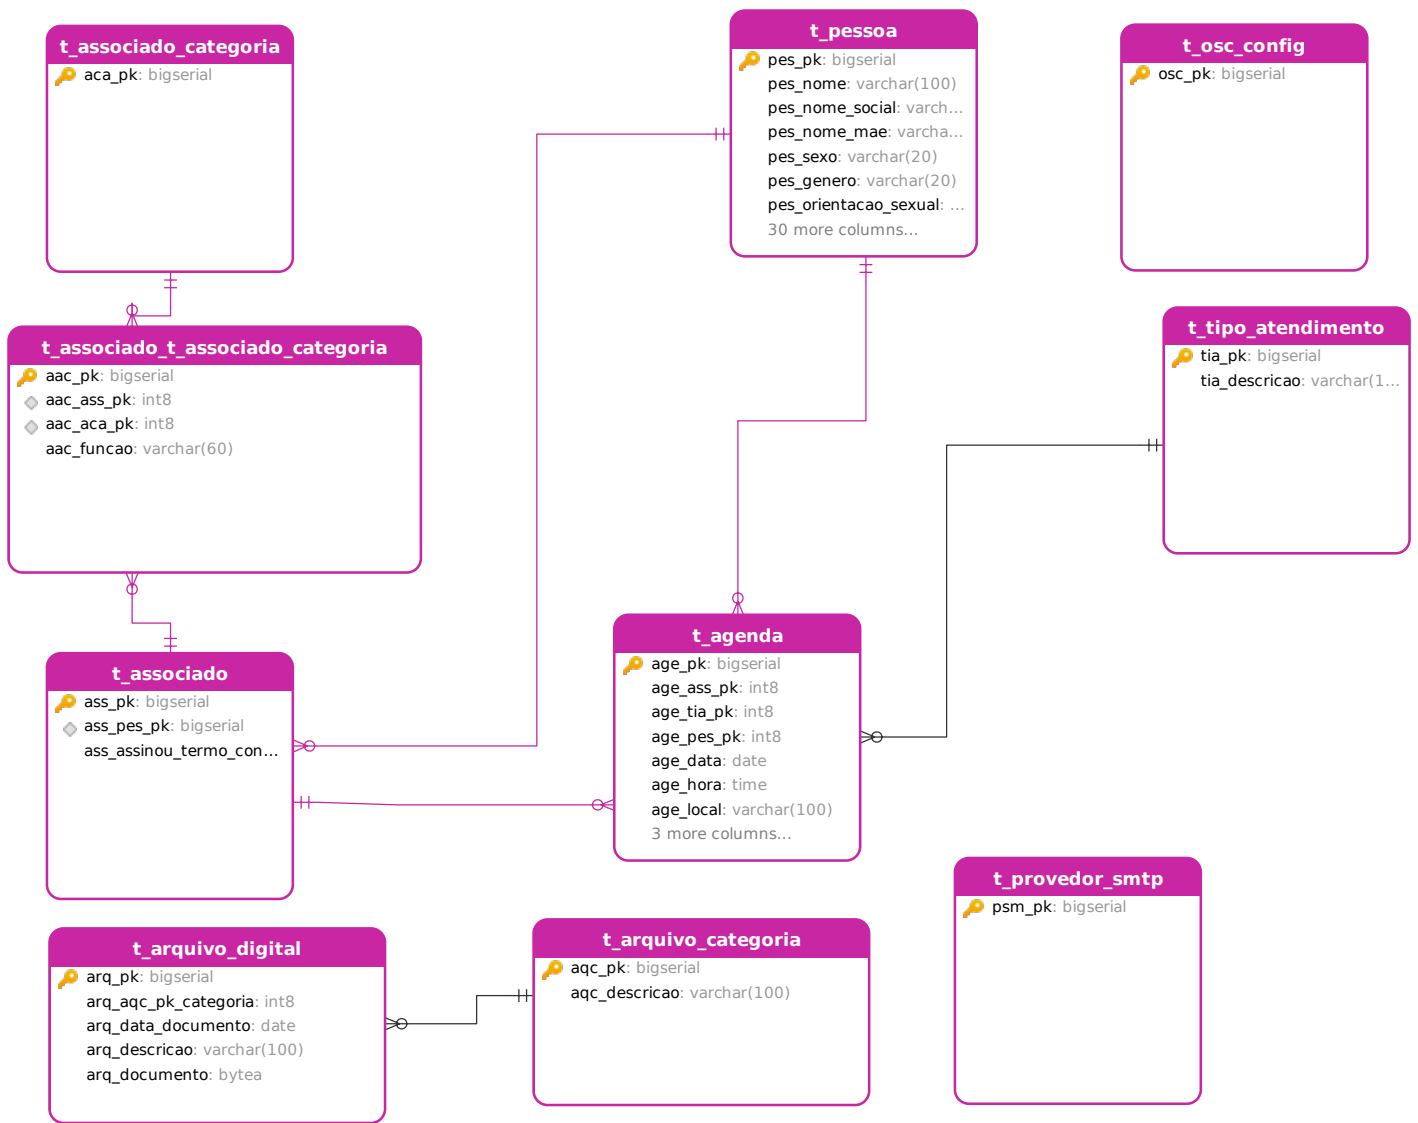 t_associado_categoria
aca_pk: bigserial
t_pessoa
pes_pk: bigserial
pes_nome: varchar(100)
pes_nome_social: varch...
pes_nome_mae: varcha...
pes_sexo: varchar(20)
pes_genero: varchar(20)
pes_orientacao_sexual: ...
30 more columns...
t_osc_config
osc_pk: bigserial
t_associado_t_associado_categoria
aac_pk: bigserial
aac_ass_pk: int8
aac_aca_pk: int8
aac_funcao: varchar(60)
t_tipo_atendimento
tia_pk: bigserial
tia_descricao: varchar(1...
t_associado
ass_pk: bigserial
ass_pes_pk: bigserial
ass_assinou_termo_con...
t_agenda
age_pk: bigserial
age_ass_pk: int8
age_tia_pk: int8
age_pes_pk: int8
age_data: date
age_hora: time
age_local: varchar(100)
3 more columns...
t_provedor_smtp
psm_pk: bigserial
t_arquivo_digital
arq_pk: bigserial
arq_aqc_pk_categoria: int8
arq_data_documento: date
arq_descricao: varchar(100)
arq_documento: bytea
t_arquivo_categoria
aqc_pk: bigserial
aqc_descricao: varchar(100)